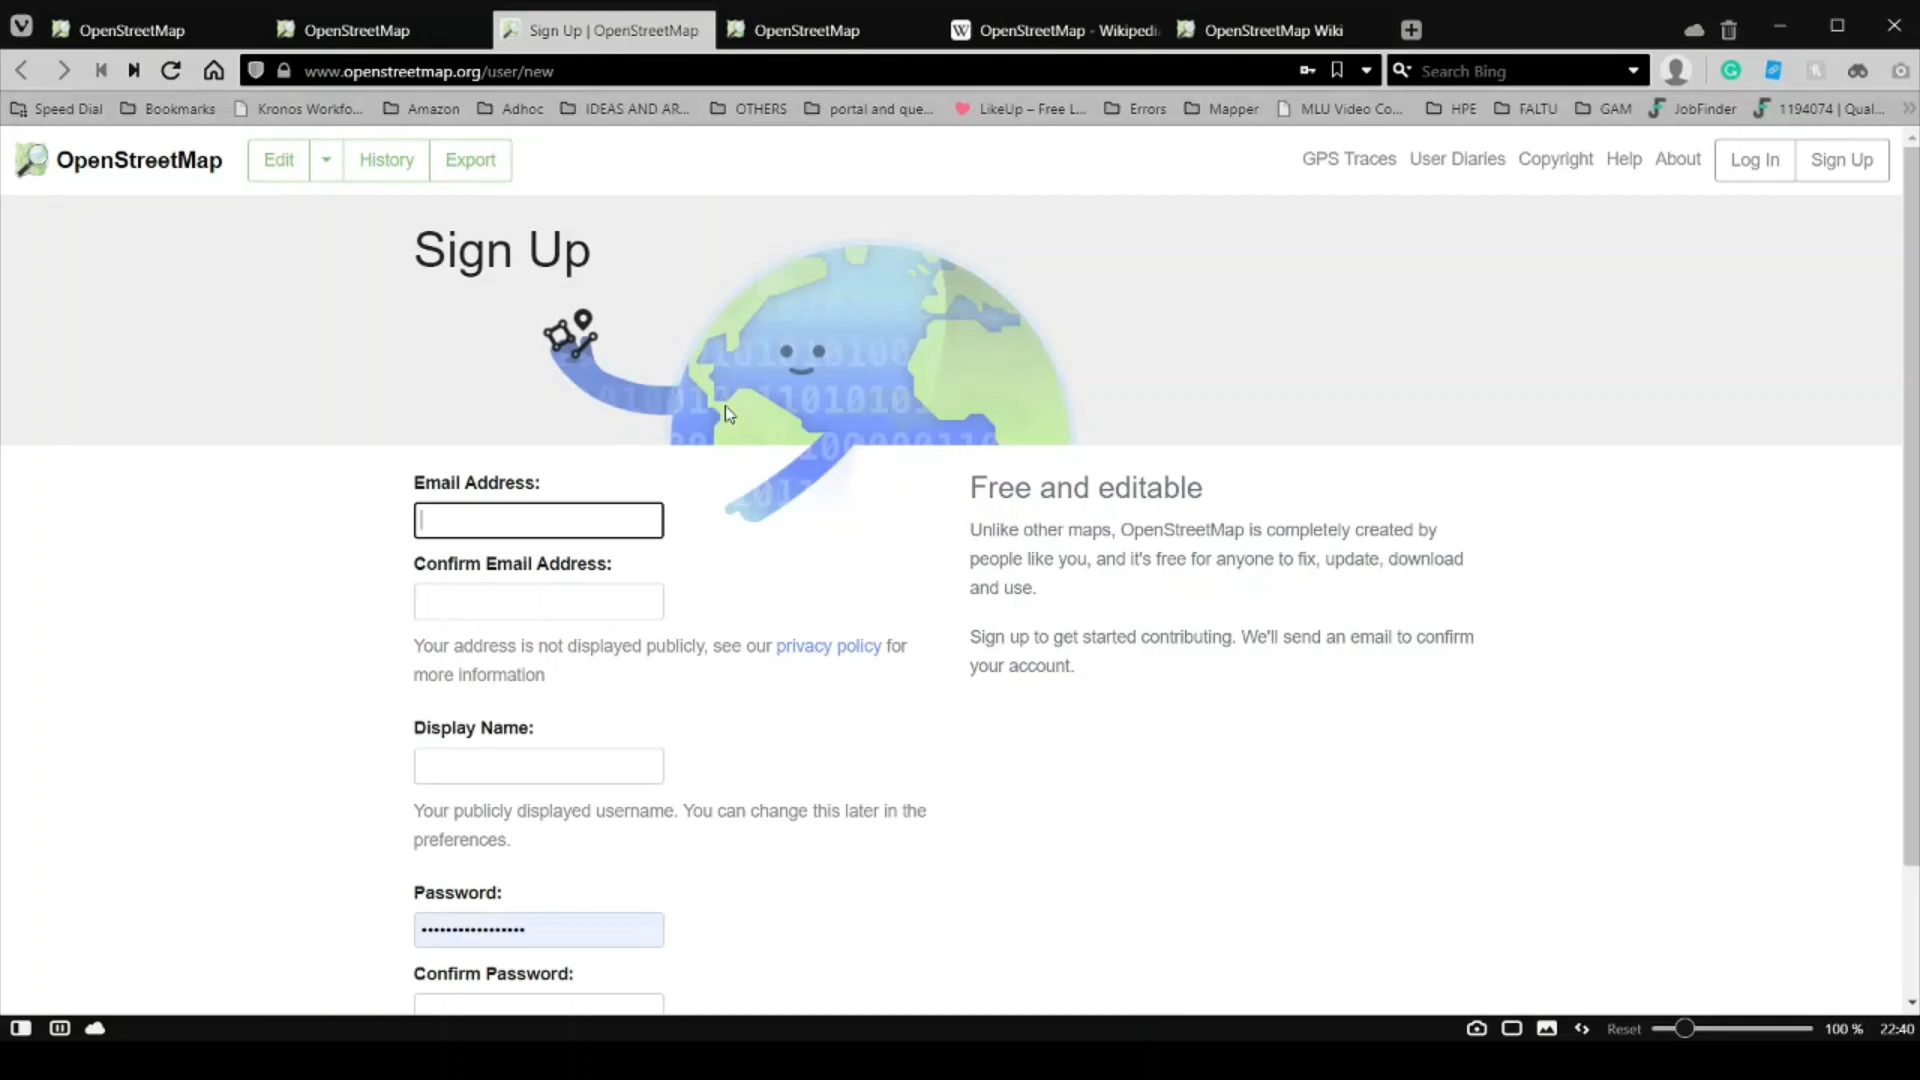 OpenStreetMap OpenStreetMap Sign Up | OpenStreetMap OpenStreetMap OpenStreetMap - Wikipedi OpenStreetMap Wiki
www.openstreetmap.org/user/new Search Bing
Speed Dial Bookmarks Kronos Workfo... Amazon Adhoc IDEAS AND AR... OTHERS portal and que... LikeUp – Free L... Errors Mapper MLU Video Co... HPE FALTU GAM JobFinder 1194074 | Qual...
OpenStreetMap Edit History Export GPS Traces User Diaries Copyright Help About Log In Sign Up
Sign Up
Email Address:
Free and editable
Unlike other maps, OpenStreetMap is completely created by
people like you, and it's free for anyone to fix, update, download
and use.
Sign up to get started contributing. We'll send an email to confirm
your account.
Confirm Email Address:
Your address is not displayed publicly, see our privacy policy for
more information
Display Name:
Your publicly displayed username. You can change this later in the
preferences.
Password:
Confirm Password:
Reset 100 % 22:40